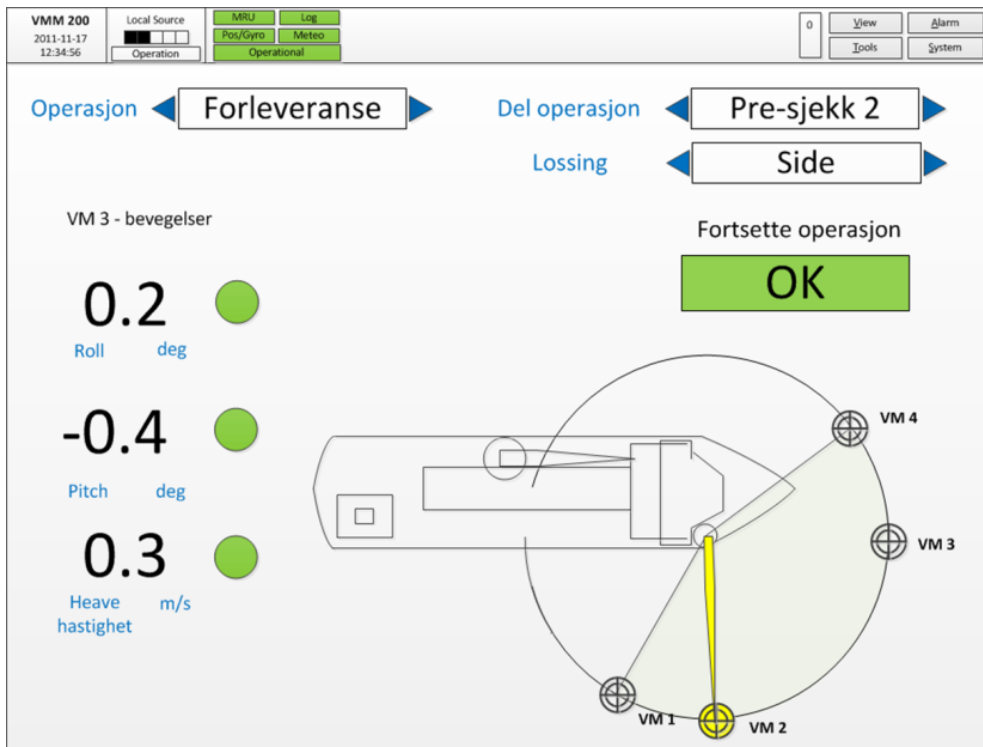 VMM 200
2011-11-17
12:34:56
Local Source
Operation
MRU
Log
Pos/Gyro
Meteo
Operational
0
View
Alarm
Tools
System
Operasjon
Forleveranse
Del operasjon
Pre-sjekk 2
Lossing
Side
VM 3 - bevegelser
Fortsette operasjon
OK
0.2
Roll deg
-0.4
Pitch deg
0.3
Heave m/s
hastighet
VM 4
VM 3
VM 1
VM 2